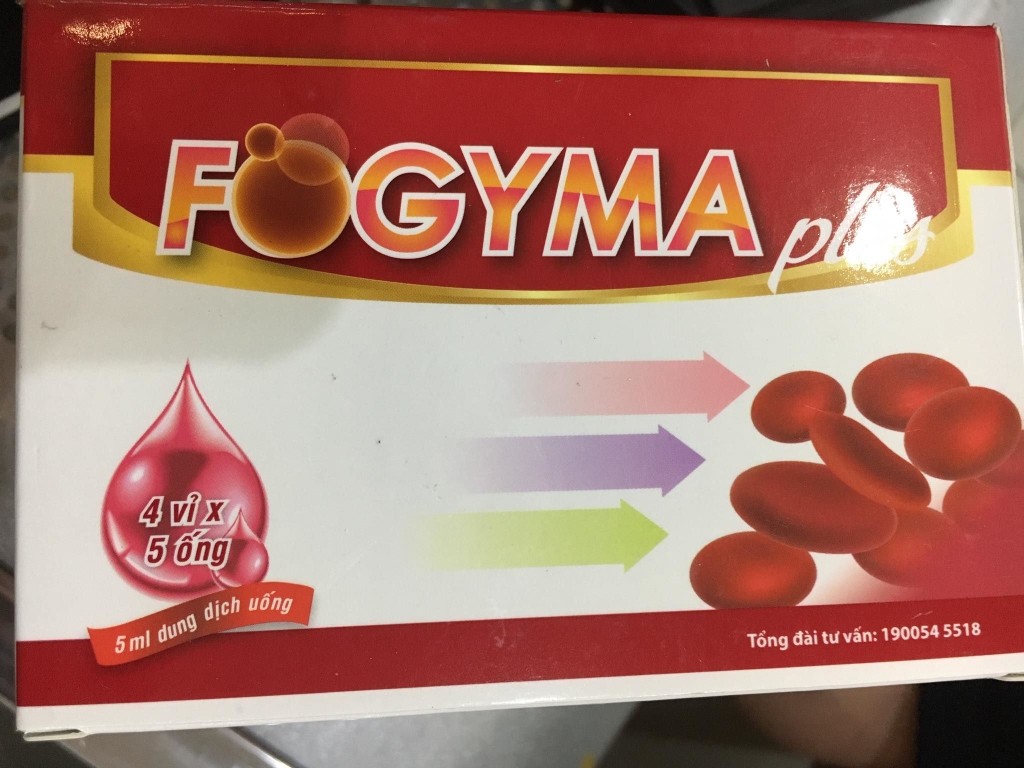 FOGYMA
plus
4 vỉ x
5 ống
5ml dung dịch uống
Tổng đài tư vấn: 190054 5518